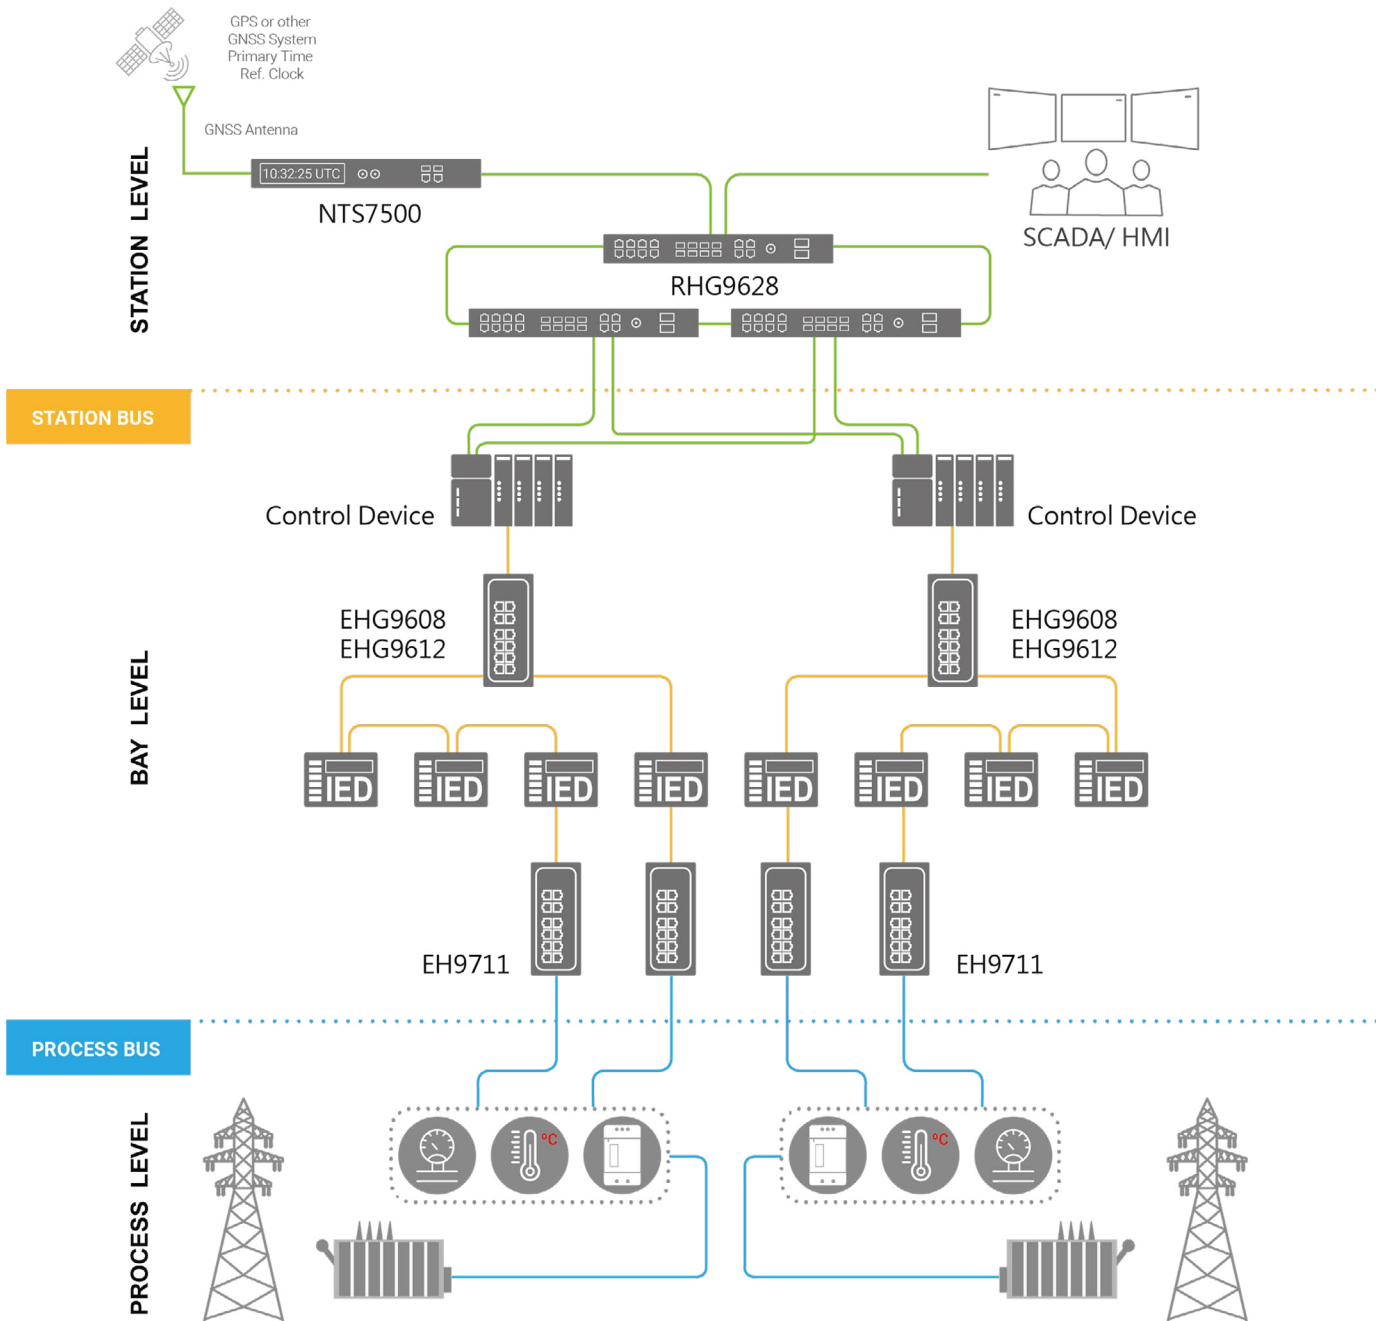 GPS or other
GNSS System
Primary Time
Ref. Clock
GNSS Antenna
10:32:25 UTC
NTS7500
SCADA/ HMI
RHG9628
STATION LEVEL
STATION BUS
Control Device
Control Device
EHG9608
EHG9612
EHG9608
EHG9612
BAY LEVEL
IED
IED
IED
IED
IED
IED
IED
IED
EH9711
EH9711
PROCESS BUS
°C
°C
PROCESS LEVEL